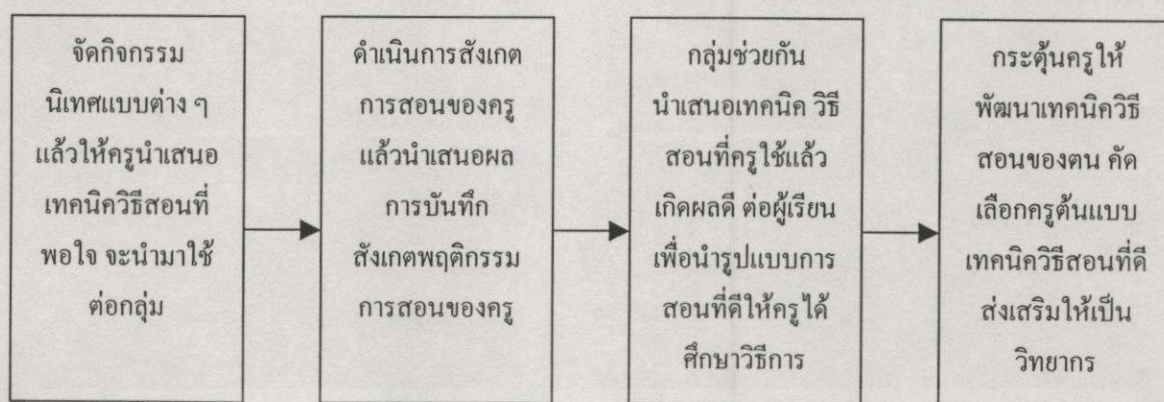 จัดกิจกรรม
นิเทศแบบต่าง ๆ
แล้วให้ครูนำเสนอ
เทคนิควิธีสอนที่
พอใจ จะนำมาใช้
ต่อกลุ่ม
ดำเนินการสังเกต
การสอนของครู
แล้วนำเสนอผล
การบันทึก
สังเกตพฤติกรรม
การสอนของครู
กลุ่มช่วยกัน
นำเสนอเทคนิค วิธี
สอนที่ครูใช้แล้ว
เกิดผลดี ต่อผู้เรียน
เพื่อนำรูปแบบการ
สอนที่ดีให้ครูได้
ศึกษาวิธีการ
กระตุ้นครูให้
พัฒนาเทคนิควิธี
สอนของตน คัด
เลือกครูต้นแบบ
เทคนิควิธีสอนที่ดี
ส่งเสริมให้เป็น
วิทยากร